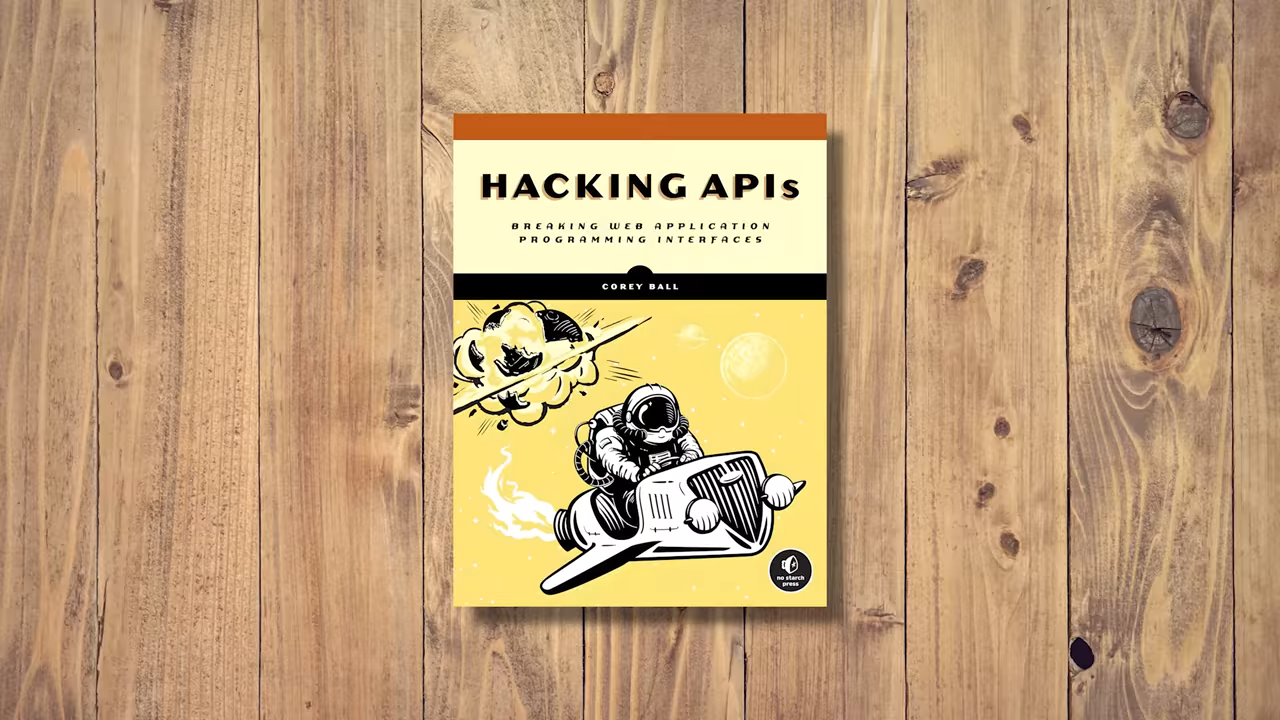 HACKING APIs
BREAKING WEB APPLICATION
PROGRAMMING INTERFACES
COREY BALL
no starch
press